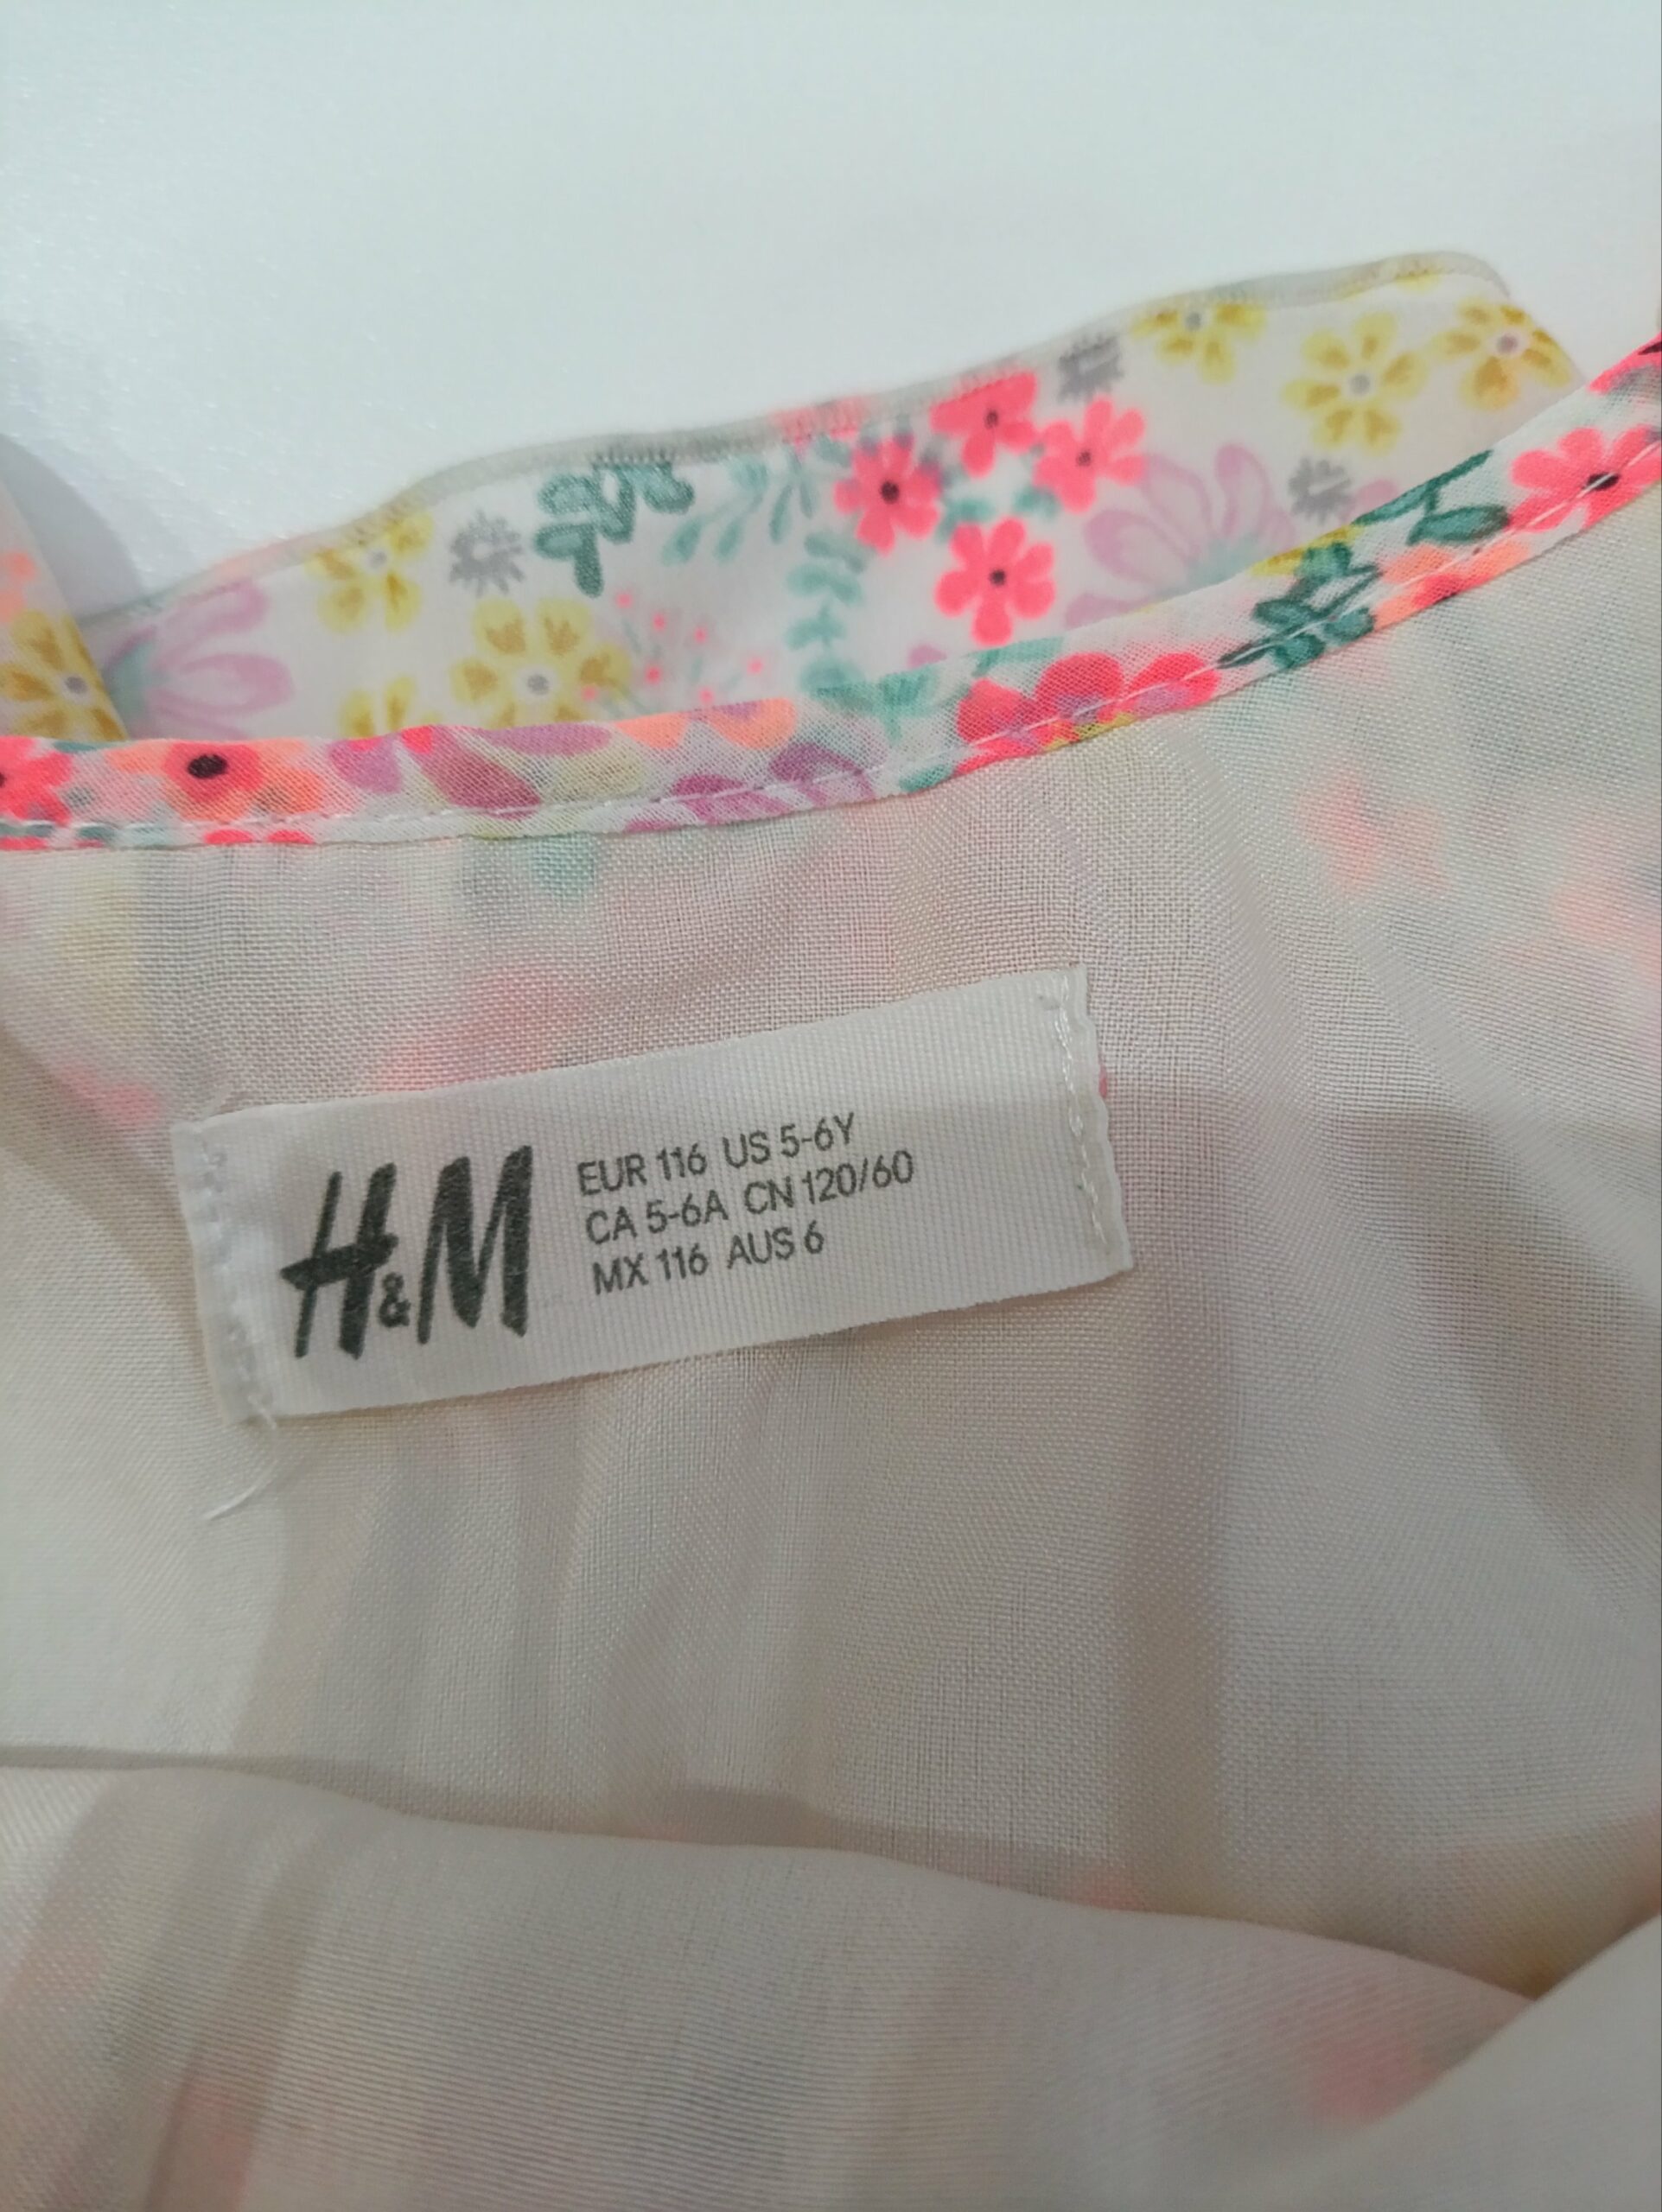 H&M
EUR 116 US 5-6Y
CA 5-6A CN 120/60
MX 116 AUS 6